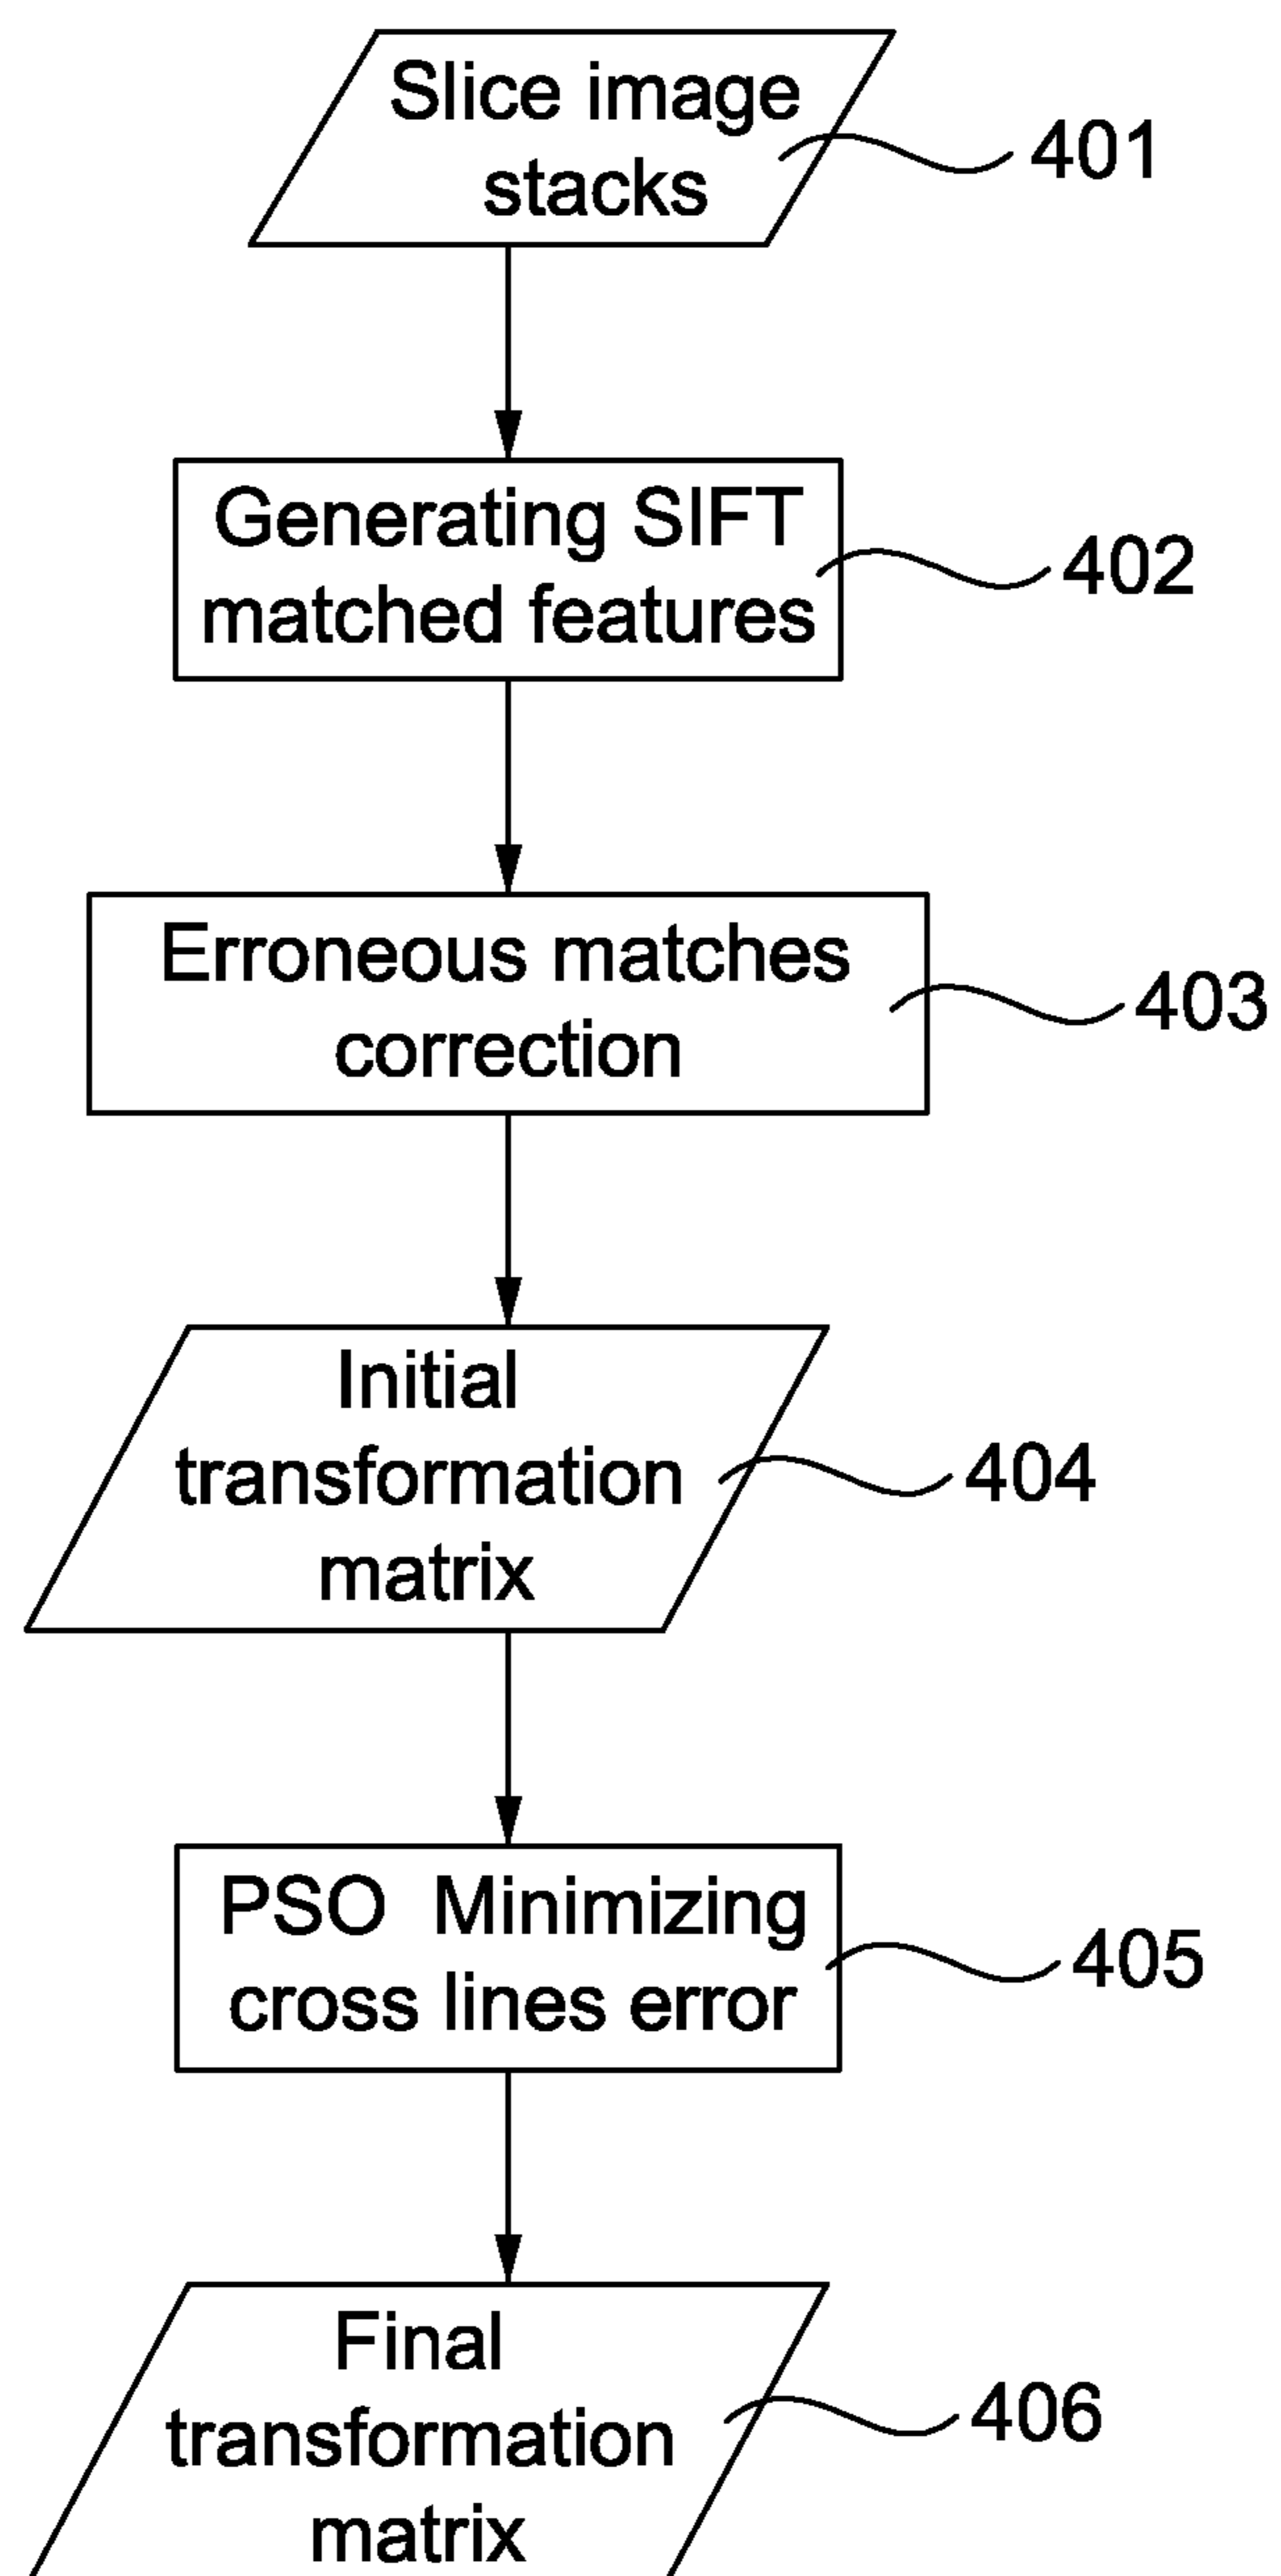 Slice image
stacks
401
Generating SIFT
matched features
402
Erroneous matches
correction
403
Initial
transformation
matrix
404
PSO  Minimizing
cross lines error
405
Final
transformation
matrix
406